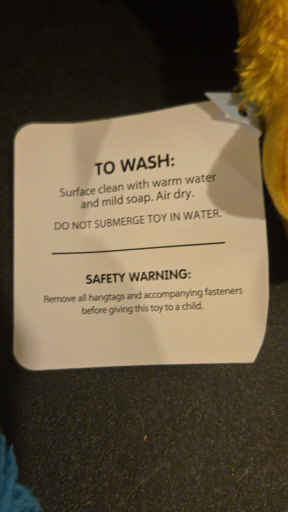 TO WASH:
Surface clean with warm water
and mild soap. Air dry.
DO NOT SUBMERGE TOY IN WATER.
SAFETY WARNING:
Remove all hangtags and accompanying fasteners
before giving this toy to a child.